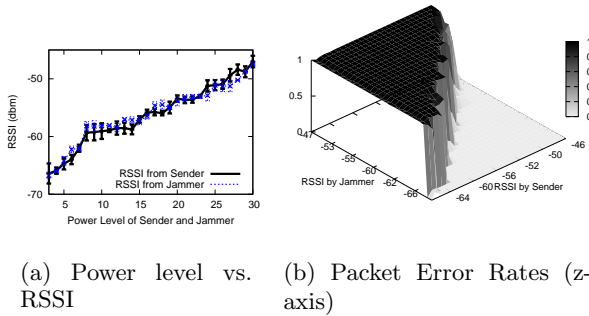 -50
-60
-70
RSSI (dbm)
5 10 15 20 25 30
Power Level of Sender and Jammer
RSSI from Sender
RSSI from Jammer
1
0.5
0
-47
-53
-55
-57
-62
-66
RSSI by Jammer
-64
-60
-56
-52
-50
-46
RSSI by Sender
(a) Power level vs. RSSI
(b) Packet Error Rates (z-axis)